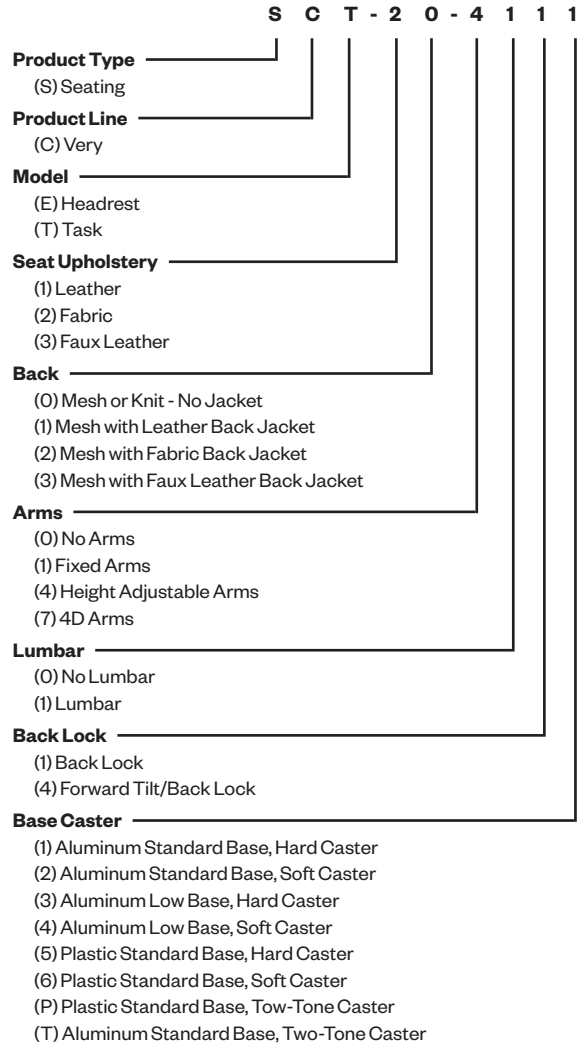 S C T - 2 0 - 4 1 1 1
Product Type
(S) Seating
Product Line
(C) Very
Model
(E) Headrest
(T) Task
Seat Upholstery
(1) Leather
(2) Fabric
(3) Faux Leather
Back
(0) Mesh or Knit - No Jacket
(1) Mesh with Leather Back Jacket
(2) Mesh with Fabric Back Jacket
(3) Mesh with Faux Leather Back Jacket
Arms
(0) No Arms
(1) Fixed Arms
(4) Height Adjustable Arms
(7) 4D Arms
Lumbar
(0) No Lumbar
(1) Lumbar
Back Lock
(1) Back Lock
(4) Forward Tilt/Back Lock
Base Caster
(1) Aluminum Standard Base, Hard Caster
(2) Aluminum Standard Base, Soft Caster
(3) Aluminum Low Base, Hard Caster
(4) Aluminum Low Base, Soft Caster
(5) Plastic Standard Base, Hard Caster
(6) Plastic Standard Base, Soft Caster
(P) Plastic Standard Base, Tow-Tone Caster
(T) Aluminum Standard Base, Two-Tone Caster